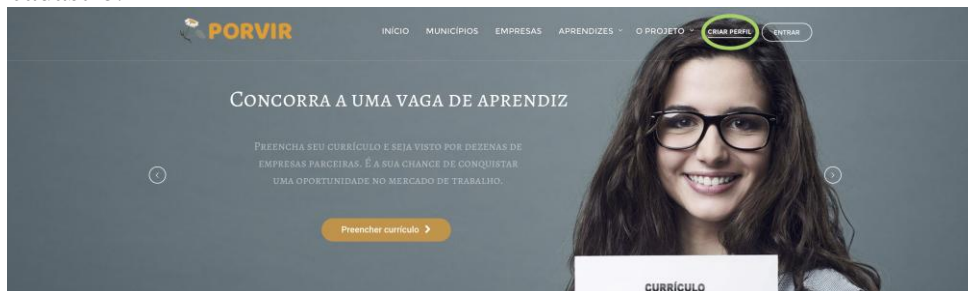 PORVIR
INÍCIO MUNICÍPIOS EMPRESAS APRENDIZES O PROJETO CRIAR PERFIL ENTRAR
CONCORRA A UMA VAGA DE APRENDIZ
PREENCHA SEU CURRÍCULO E SEJA VISTO POR DEZENAS DE
EMPRESAS PARCEIRAS. É A SUA CHANCE DE CONQUISTAR
UMA OPORTUNIDADE NO MERCADO DE TRABALHO.
Preencher currículo
CURRÍCULO